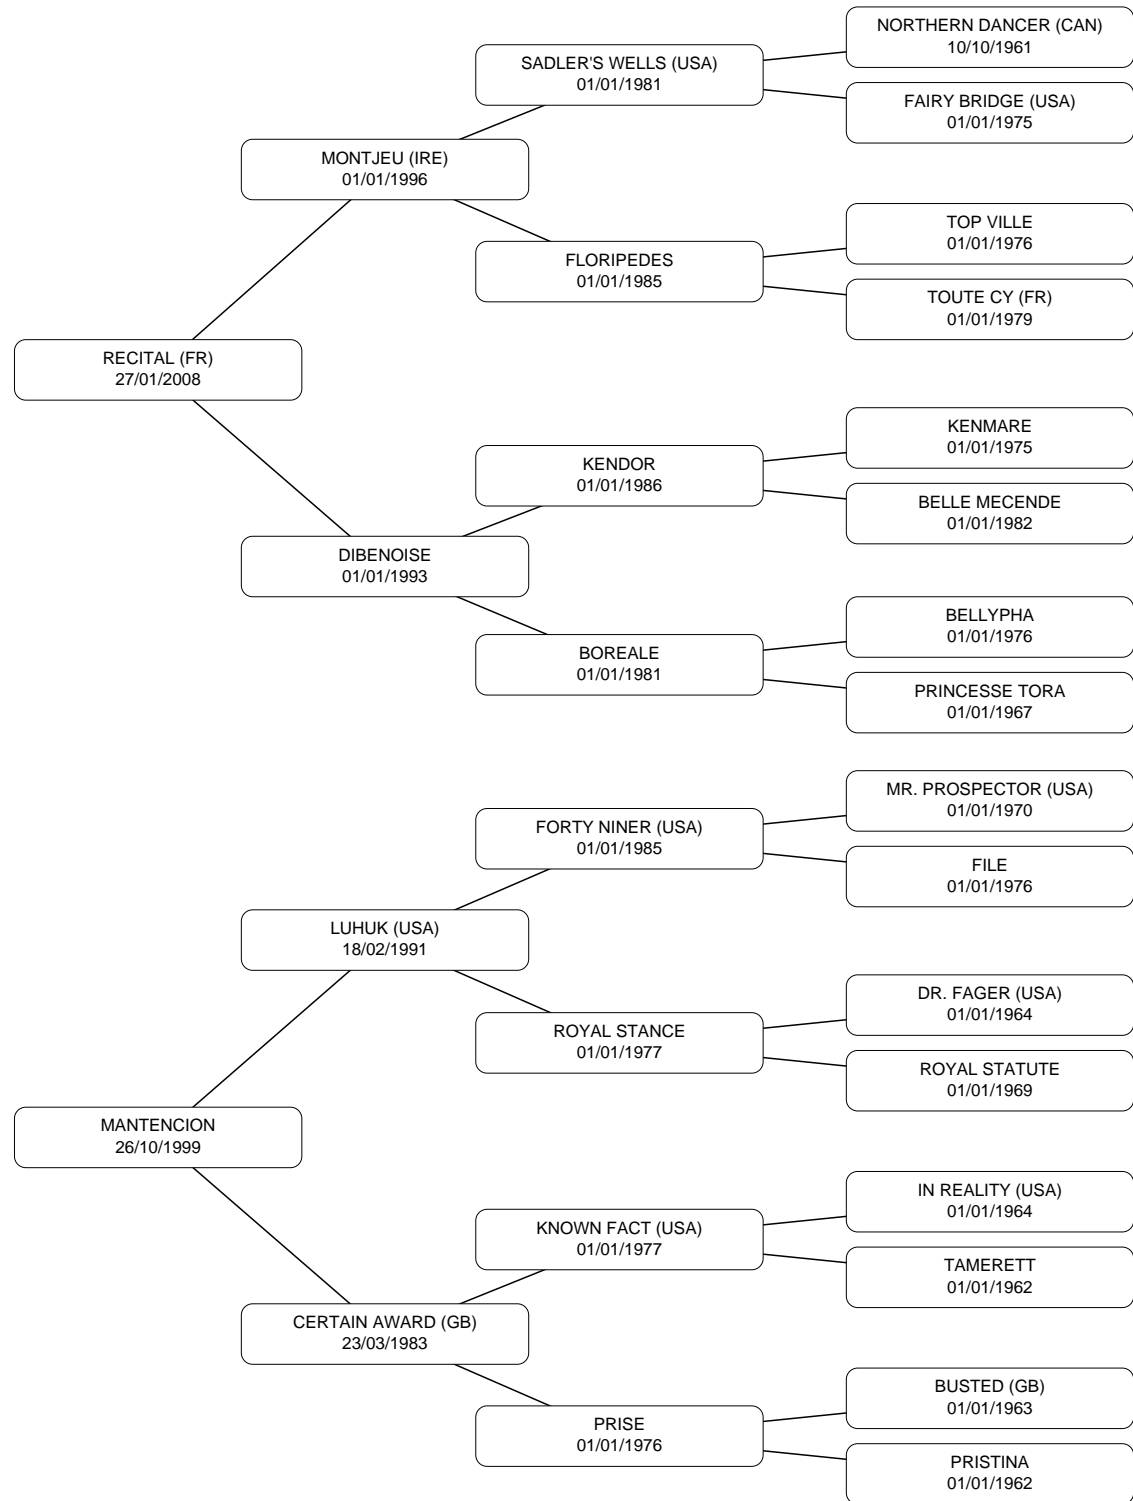 NORTHERN DANCER (CAN)
10/10/1961
SADLER'S WELLS (USA)
01/01/1981
FAIRY BRIDGE (USA)
01/01/1975
MONTJEU (IRE)
01/01/1996
TOP VILLE
01/01/1976
FLORIPEDES
01/01/1985
TOUTE CY (FR)
01/01/1979
RECITAL (FR)
27/01/2008
KENMARE
01/01/1975
KENDOR
01/01/1986
BELLE MECENDE
01/01/1982
DIBENOISE
01/01/1993
BELLYPHA
01/01/1976
BOREALE
01/01/1981
PRINCESSE TORA
01/01/1967
MR. PROSPECTOR (USA)
01/01/1970
FORTY NINER (USA)
01/01/1985
FILE
01/01/1976
LUHUK (USA)
18/02/1991
DR. FAGER (USA)
01/01/1964
ROYAL STANCE
01/01/1977
ROYAL STATUTE
01/01/1969
MANTENCION
26/10/1999
IN REALITY (USA)
01/01/1964
KNOWN FACT (USA)
01/01/1977
TAMERETT
01/01/1962
CERTAIN AWARD (GB)
23/03/1983
BUSTED (GB)
01/01/1963
PRISE
01/01/1976
PRISTINA
01/01/1962